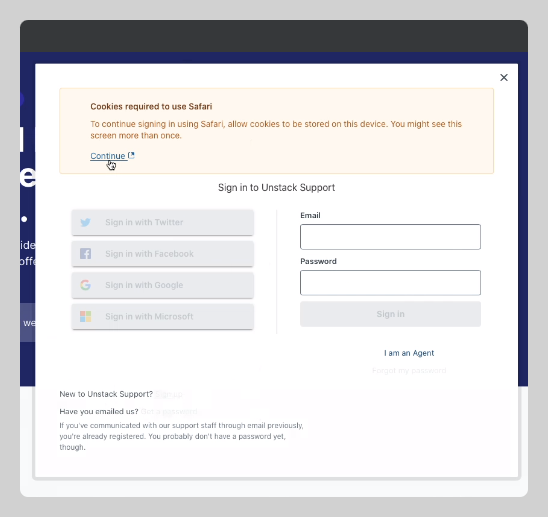 Cookies required to use Safari
To continue signing in using Safari, allow cookies to be stored on this device. You might see this
screen more than once.
Continue
Sign in to Unstack Support
Sign in with Twitter
Sign in with Facebook
Sign in with Google
Sign in with Microsoft
Email
Password
Sign in
I am an Agent
Forgot my password
New to Unstack Support? Sign up
Have you emailed us? Get a password
If you've communicated with our support staff through email previously,
you're already registered. You probably don't have a password yet,
though.
ide
offe
we